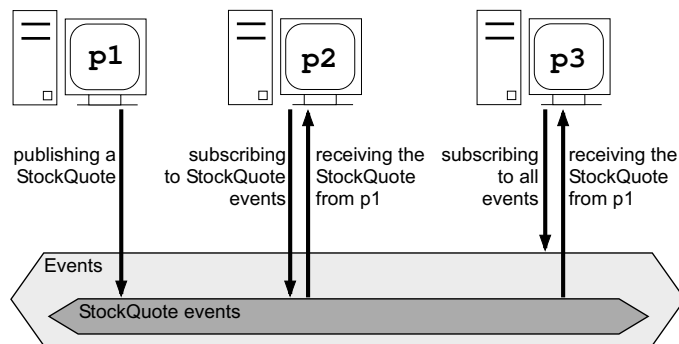 p1
p2
p3
publishing a
StockQuote
subscribing
to StockQuote
events
receiving the
StockQuote
from p1
subscribing
to all
events
receiving the
StockQuote
from p1
Events
StockQuote events